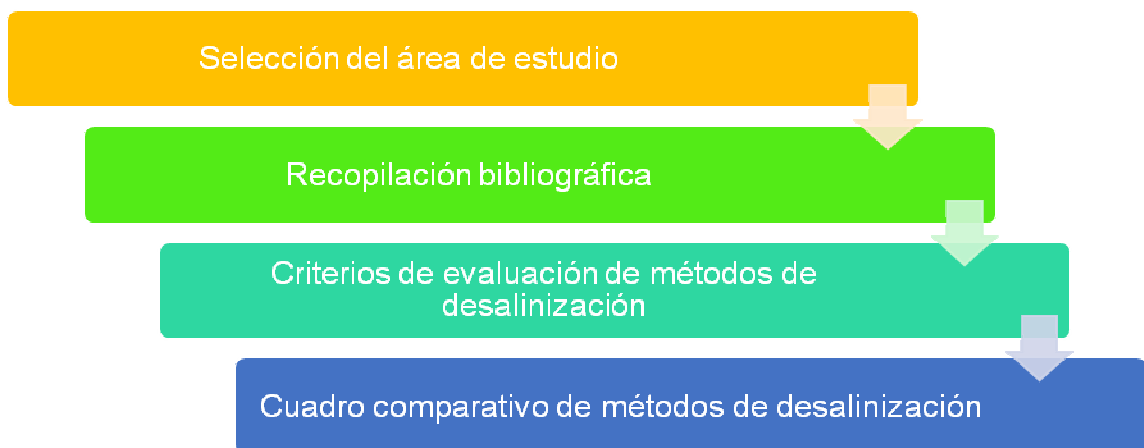 Selección del área de estudio
Recopilación bibliográfica
Criterios de evaluación de métodos de
desalinización
Cuadro comparativo de métodos de desalinización